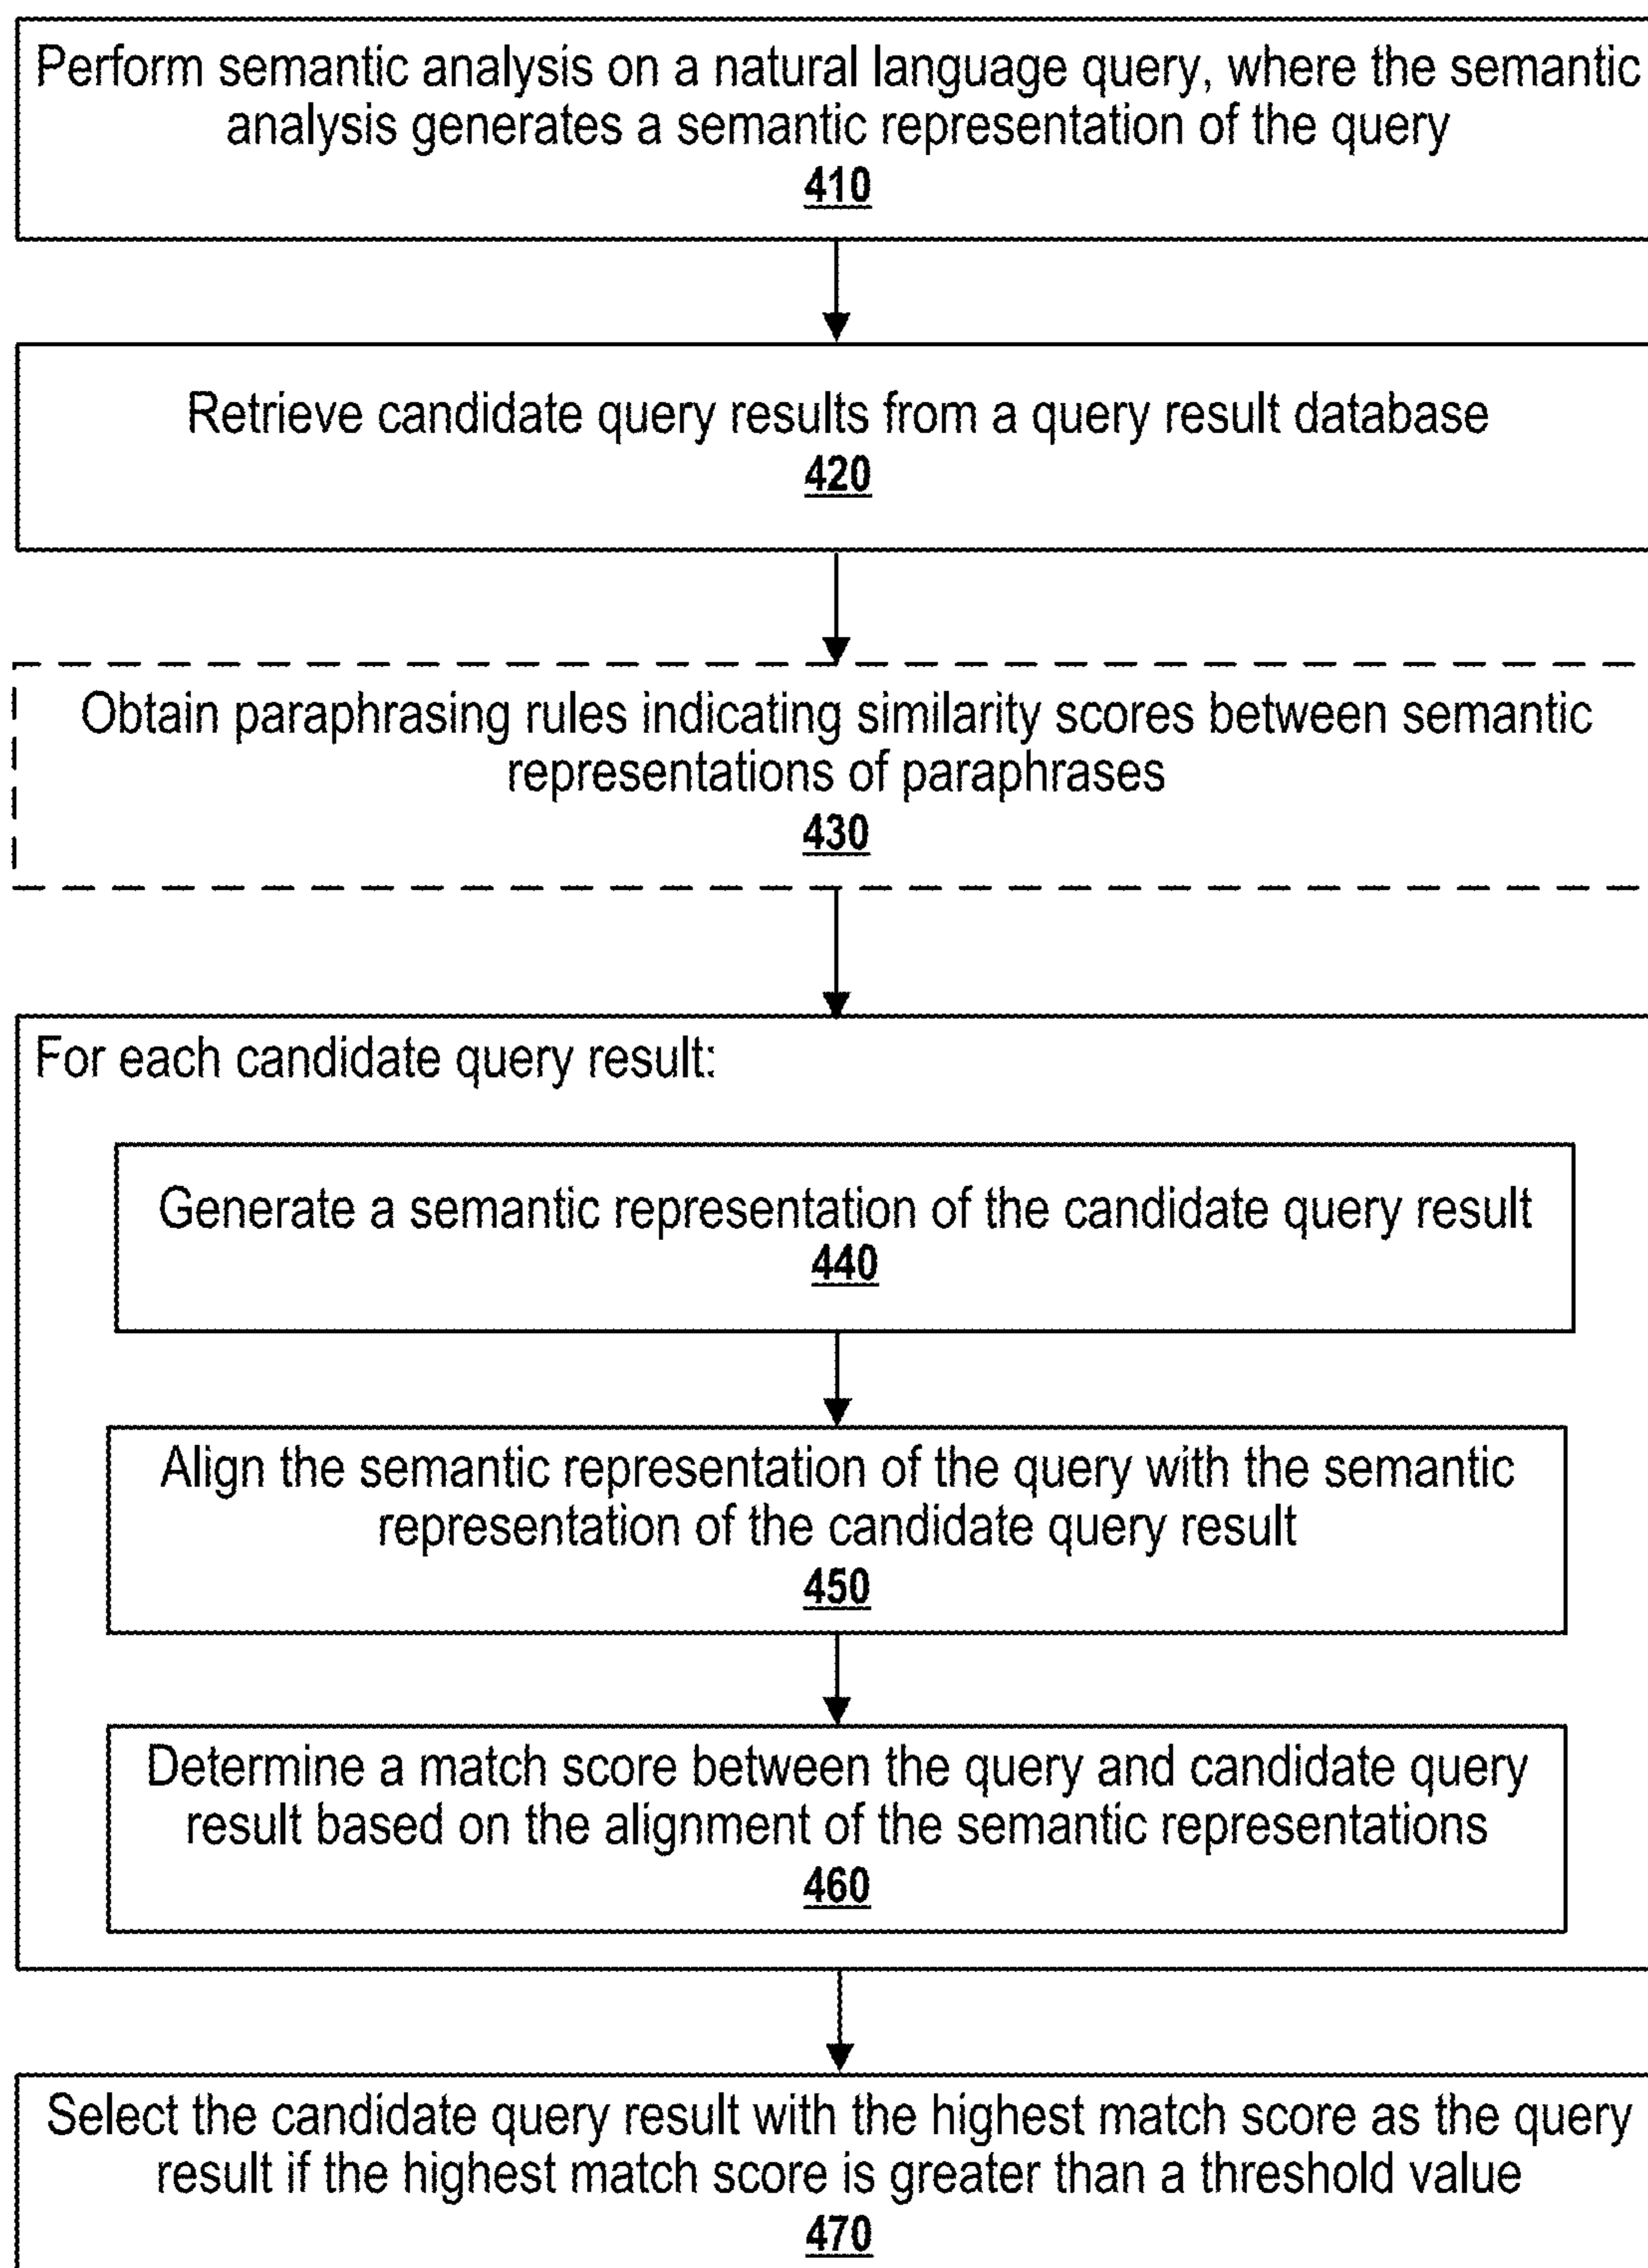 Perform semantic analysis on a natural language query, where the semantic
analysis generates a semantic representation of the query
410
Retrieve candidate query results from a query result database
420
Obtain paraphrasing rules indicating similarity scores between semantic
representations of paraphrases
430
For each candidate query result:
Generate a semantic representation of the candidate query result
440
Align the semantic representation of the query with the semantic
representation of the candidate query result
450
Determine a match score between the query and candidate query
result based on the alignment of the semantic representations
460
Select the candidate query result with the highest match score as the query
result if the highest match score is greater than a threshold value
470